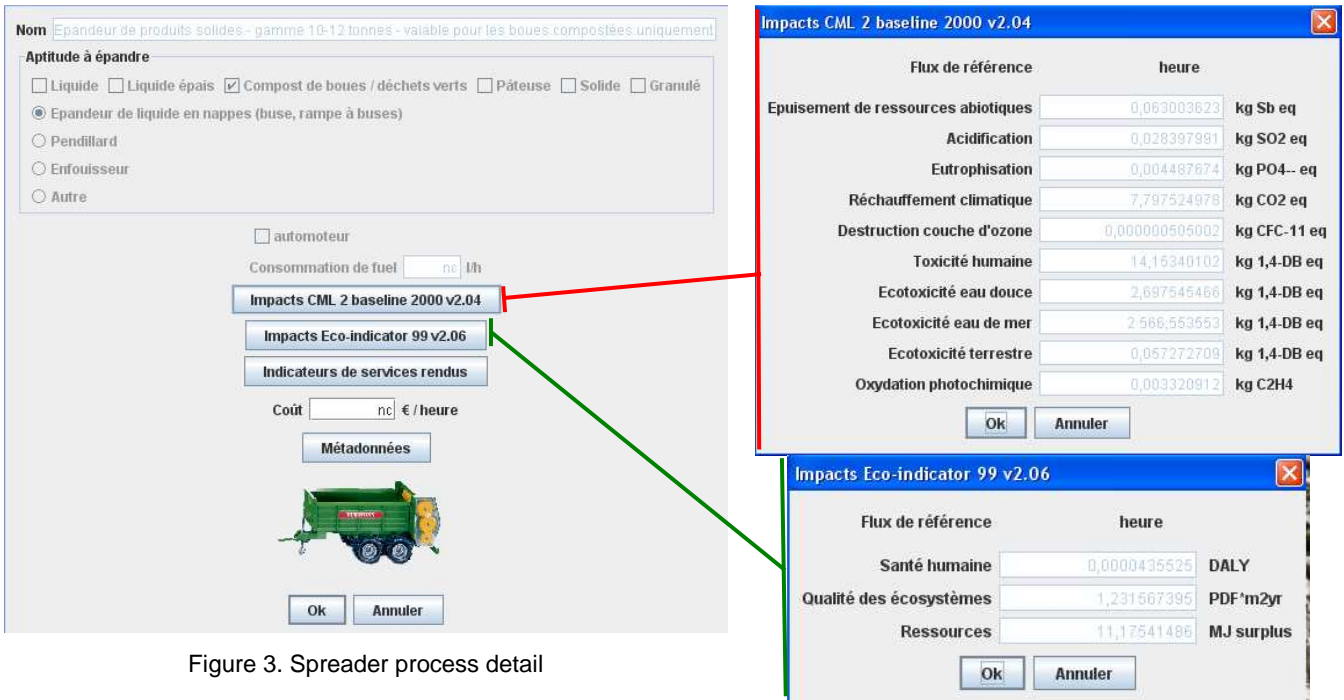 Nom Epandeur de produits solides - gamme 10-12 tonnes - valable pour les boues compostées uniquement
Aptitude à épandre
Liquide Liquide épais Compost de boues / déchets verts Pâteuse Solide Granulé
Epandeur de liquide en nappes (buse, rampe à buses)
Pendillard
Enfouisseur
Autre
automoteur
Consommation de fuel nc l/h
Impacts CML 2 baseline 2000 v2.04
Impacts Eco-indicator 99 v2.06
Indicateurs de services rendus
Coût nc € / heure
Métadonnées
Ok Annuler
Figure 3. Spreader process detail
Impacts CML 2 baseline 2000 v2.04
Flux de référence heure
Epuisement de ressources abiotiques 0,063003623 kg Sb eq
Acidification 0,028397991 kg SO2 eq
Eutrophisation 0,004487674 kg PO4-- eq
Réchauffement climatique 7,797524978 kg CO2 eq
Destruction couche d'ozone 0,000000505002 kg CFC-11 eq
Toxicité humaine 14,15340102 kg 1,4-DB eq
Ecotoxicité eau douce 2,697545466 kg 1,4-DB eq
Ecotoxicité eau de mer 2 566,553553 kg 1,4-DB eq
Ecotoxicité terrestre 0,057272709 kg 1,4-DB eq
Oxydation photochimique 0,003320912 kg C2H4
Ok Annuler
Impacts Eco-indicator 99 v2.06
Flux de référence heure
Santé humaine 0,0000435525 DALY
Qualité des écosystèmes 1,231567395 PDF*m2yr
Ressources 11,17541486 MJ surplus
Ok Annuler